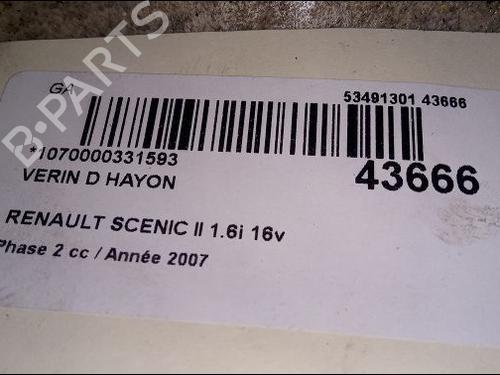 GA
53491301 43666
*1070000331593
43666
VERIN D HAYON
RENAULT SCENIC II 1.6i 16v
Phase 2 cc / Année 2007
B-PARTS